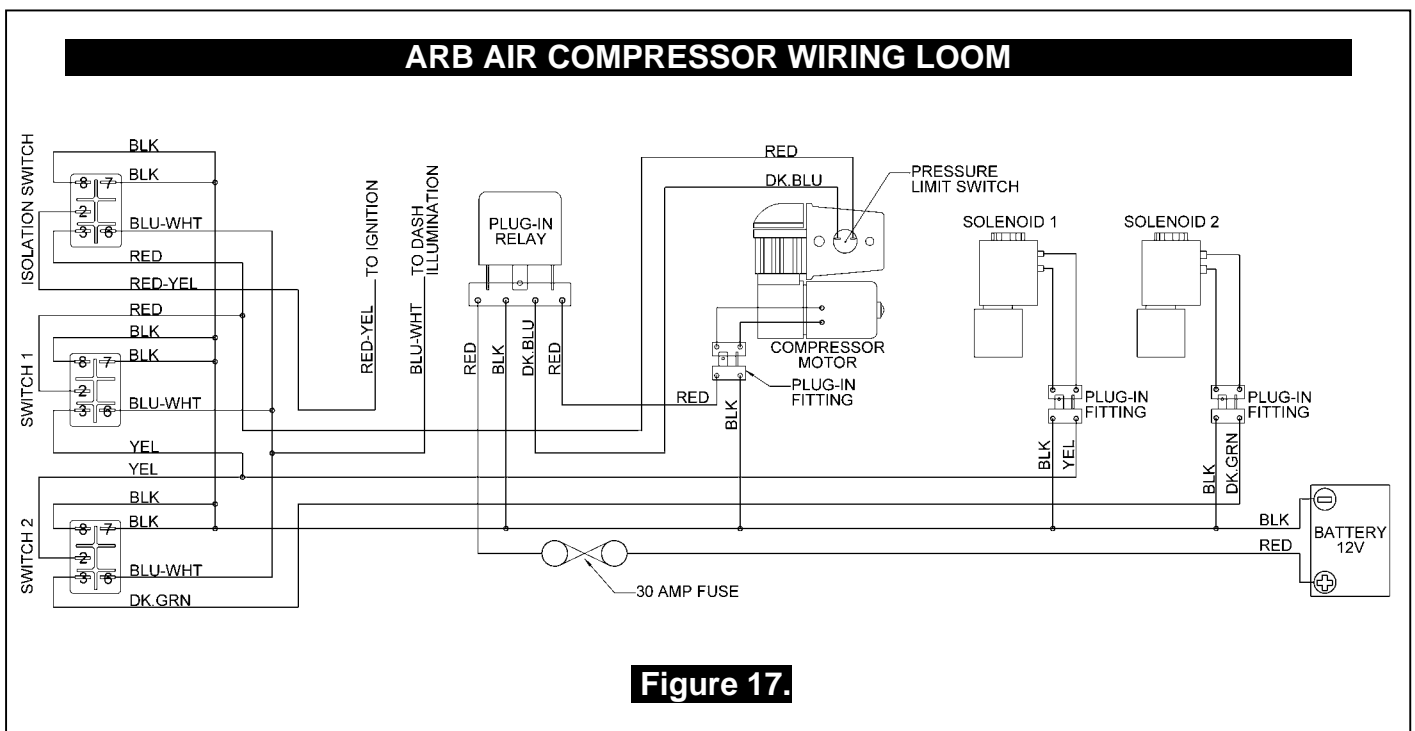 ARB AIR COMPRESSOR WIRING LOOM
ISOLATION SWITCH
BLK
8 7
BLK
2
3 6
BLU-WHT
RED
RED-YEL
SWITCH 1
RED
BLK
8 7
BLK
2
3 6
BLU-WHT
YEL
SWITCH 2
YEL
BLK
8 7
BLK
2
3 6
BLU-WHT
DK.GRN
TO IGNITION
RED-YEL
TO DASH
ILLUMINATION
BLU-WHT
PLUG-IN
RELAY
RED
BLK
DK.BLU
RED
RED
DK.BLU
PRESSURE
LIMIT SWITCH
COMPRESSOR
MOTOR
PLUG-IN
FITTING
RED
BLK
SOLENOID 1
PLUG-IN
FITTING
BLK
YEL
SOLENOID 2
PLUG-IN
FITTING
BLK
DK.GRN
BLK
RED
BATTERY
12V
30 AMP FUSE
Figure 17.